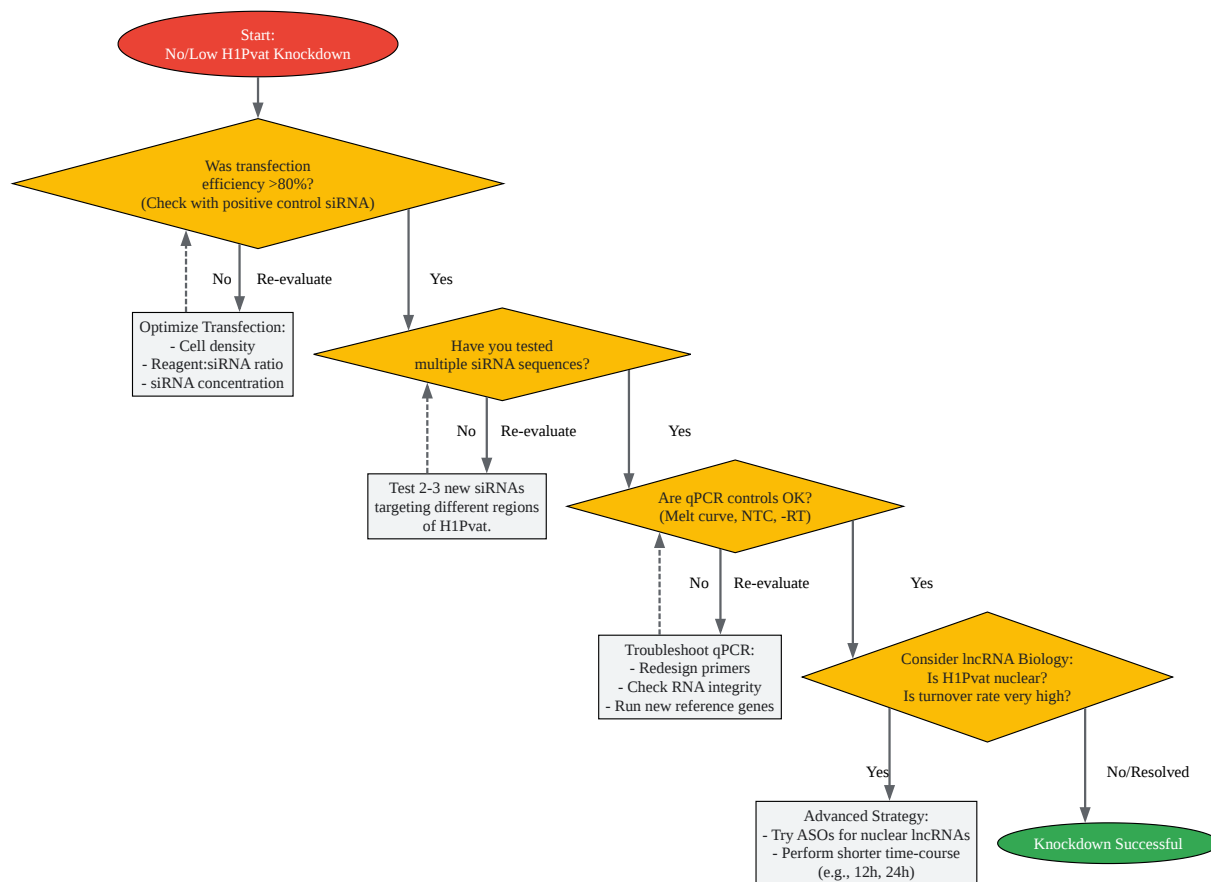 Start:
No/Low H1Pvat Knockdown
Was transfection
efficiency >80%?
(Check with positive control siRNA)
No
Re-evaluate
Yes
Optimize Transfection:
- Cell density
- Reagent:siRNA ratio
- siRNA concentration
Have you tested
multiple siRNA sequences?
No
Re-evaluate
Yes
Test 2-3 new siRNAs
targeting different regions
of H1Pvat.
Are qPCR controls OK?
(Melt curve, NTC, -RT)
No
Re-evaluate
Yes
Troubleshoot qPCR:
- Redesign primers
- Check RNA integrity
- Run new reference genes
Consider lncRNA Biology:
Is H1Pvat nuclear?
Is turnover rate very high?
Yes
No/Resolved
Advanced Strategy:
- Try ASOs for nuclear lncRNAs
- Perform shorter time-course
(e.g., 12h, 24h)
Knockdown Successful